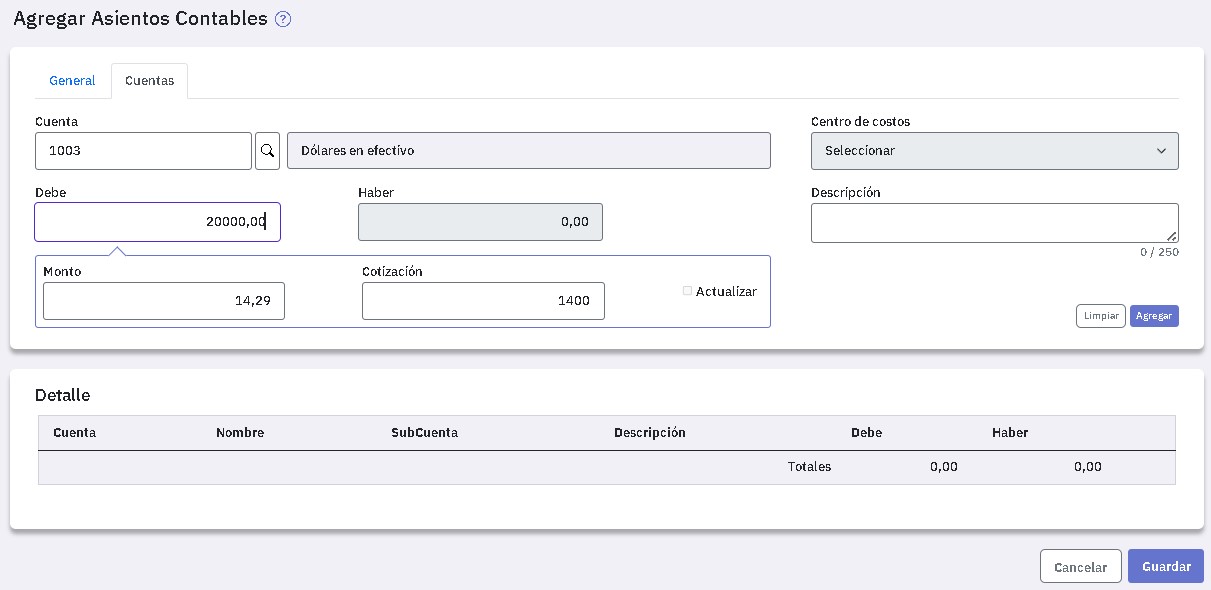 Agregar Asientos Contables ?
General Cuentas
Cuenta
1003 Dólares en efectivo
Centro de costos
Seleccionar
Debe Haber Descripción
20000,00 0,00
0 / 250
Monto Cotización
14,29 1400 Actualizar
Limpiar Agregar
Detalle
Cuenta Nombre SubCuenta Descripción Debe Haber
Totales 0,00 0,00
Cancelar Guardar